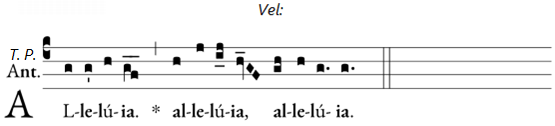 Vel:
T. P.
Ant.
A L-le-lú-ia. * al-le-lú-ia, al-le-lú- ia.